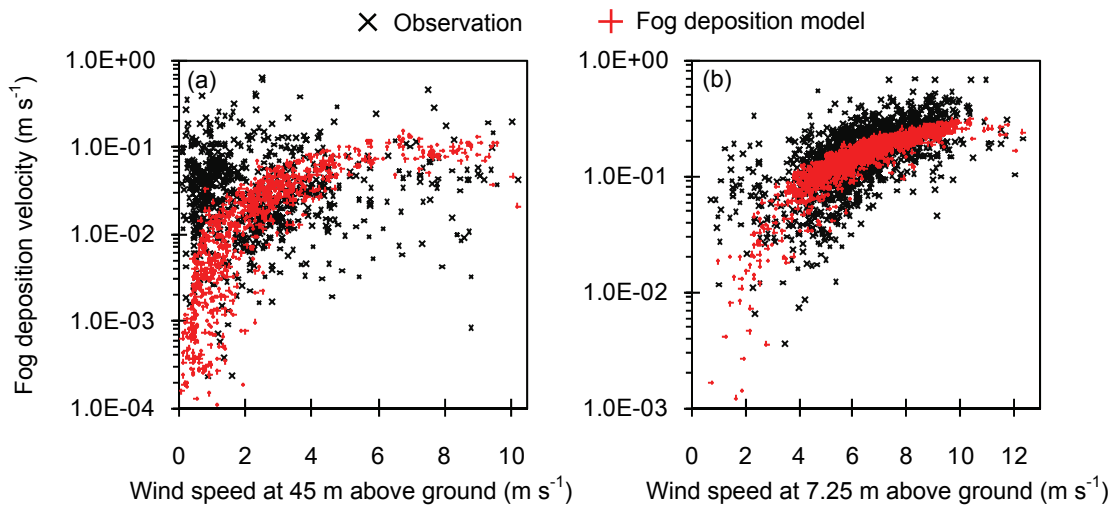 Observation
Fog deposition model
Fog deposition velocity (m s⁻¹)
(a)
1.0E+00
1.0E-01
1.0E-02
1.0E-03
1.0E-04
0 2 4 6 8 10
Wind speed at 45 m above ground (m s⁻¹)
(b)
1.0E+00
1.0E-01
1.0E-02
1.0E-03
0 2 4 6 8 10 12
Wind speed at 7.25 m above ground (m s⁻¹)